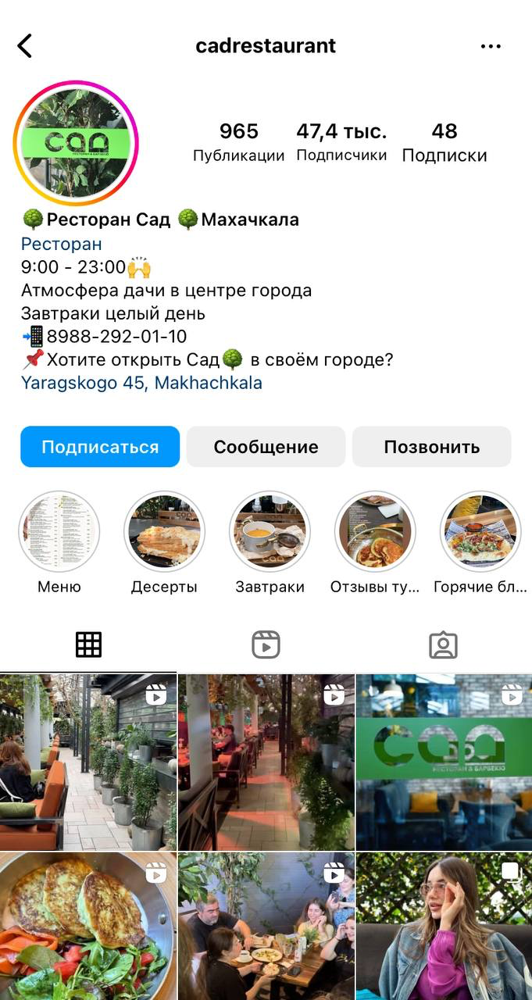 cadrestaurant
сад
РЕСТОРАН & БАРБЕКЮ
965
Публикации
47,4 тыс.
Подписчики
48
Подписки
🌳Ресторан Сад 🌳Махачкала
Ресторан
9:00 - 23:00🙌
Атмосфера дачи в центре города
Завтраки целый день
📲8988-292-01-10
📌Хотите открыть Сад🌳 в своём городе?
Yaragskogo 45, Makhachkala
Подписаться
Сообщение
Позвонить
Меню
Десерты
Завтраки
Отзывы ту...
Горячие бл...
сад
РЕСТОРАН & БАРБЕКЮ